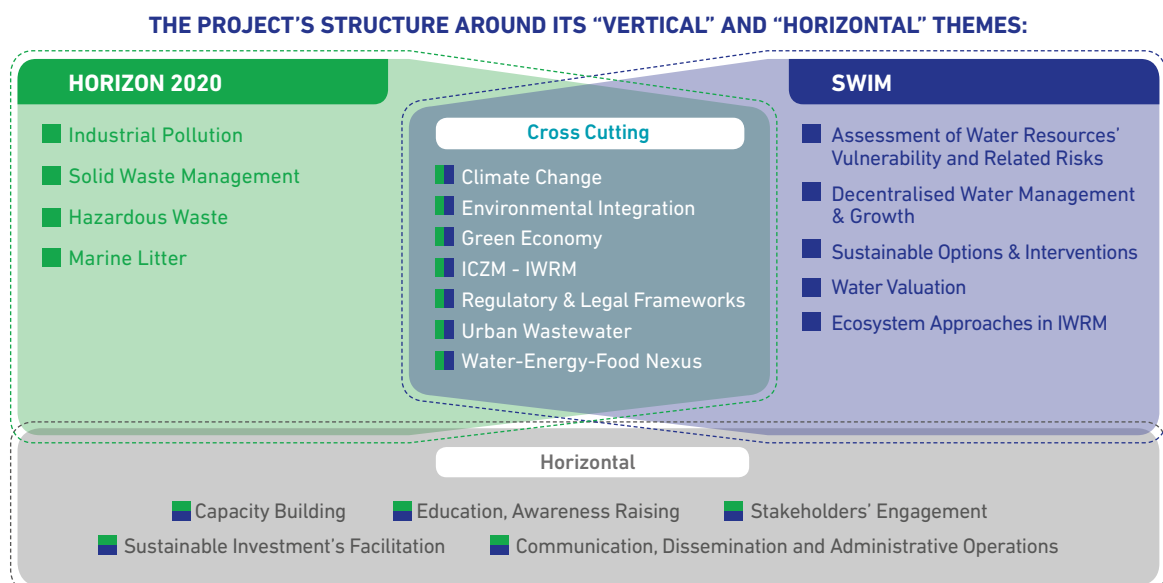 THE PROJECT'S STRUCTURE AROUND ITS “VERTICAL” AND “HORIZONTAL” THEMES:
HORIZON 2020
Industrial Pollution
Solid Waste Management
Hazardous Waste
Marine Litter
Cross Cutting
Climate Change
Environmental Integration
Green Economy
ICZM - IWRM
Regulatory & Legal Frameworks
Urban Wastewater
Water-Energy-Food Nexus
SWIM
Assessment of Water Resources'
Vulnerability and Related Risks
Decentralised Water Management
& Growth
Sustainable Options & Interventions
Water Valuation
Ecosystem Approaches in IWRM
Horizontal
Capacity Building
Education, Awareness Raising
Stakeholders' Engagement
Sustainable Investment's Facilitation
Communication, Dissemination and Administrative Operations